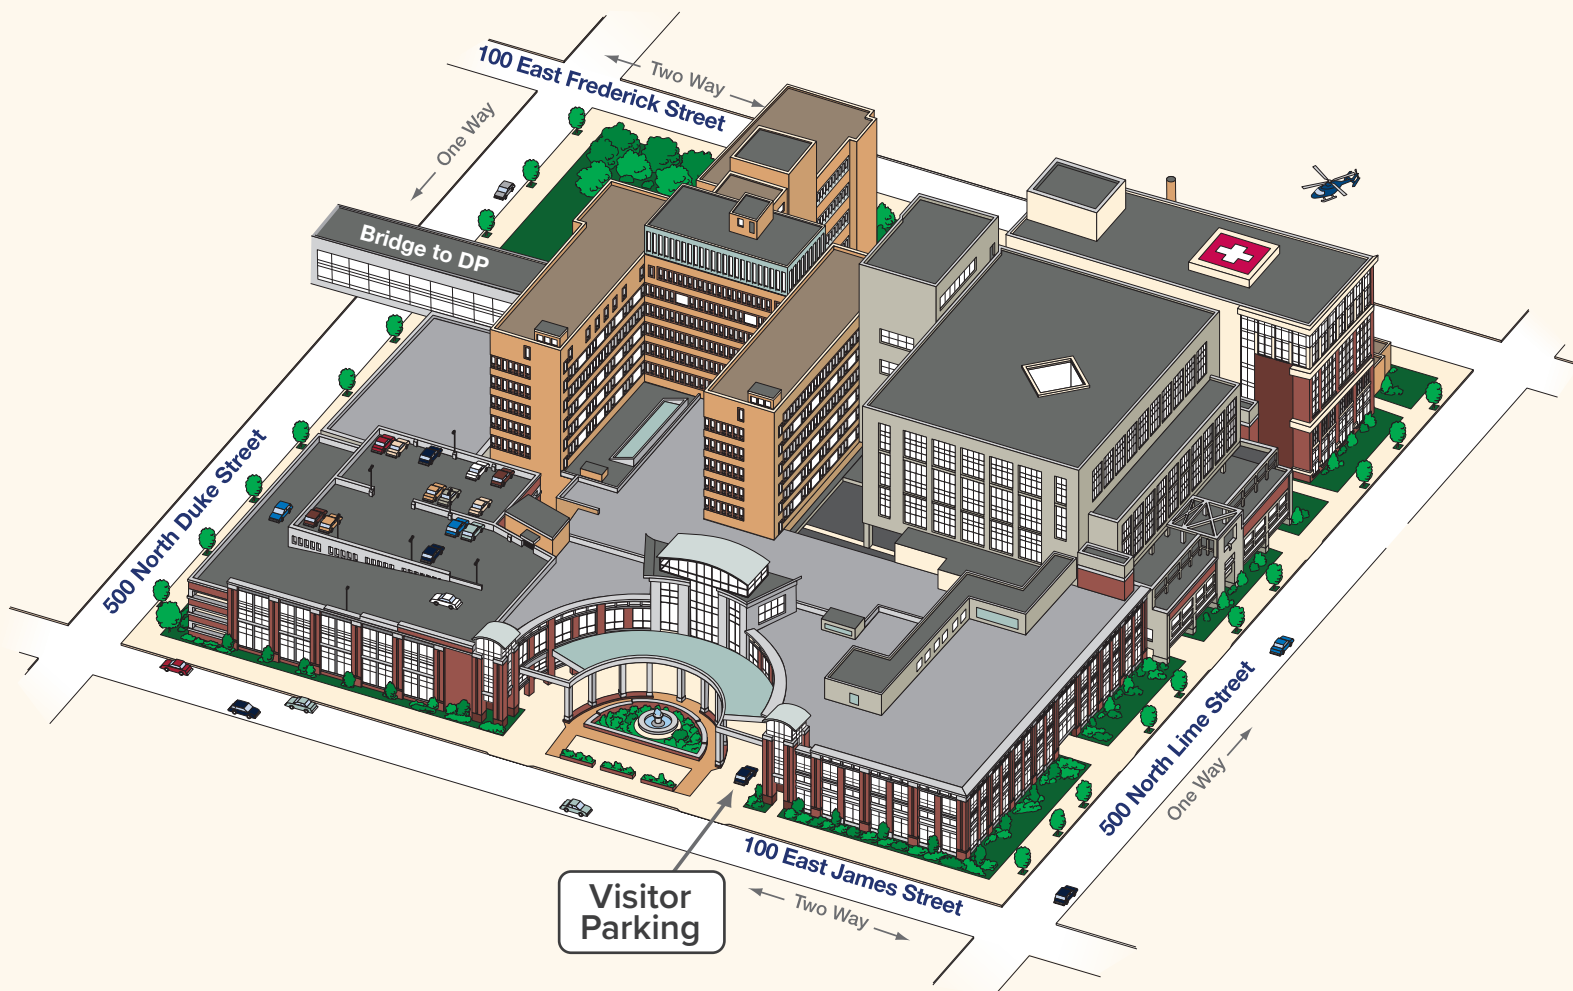 100 East Frederick Street
Two Way
One Way
Bridge to DP
500 North Duke Street
500 North Lime Street
One Way
100 East James Street
Two Way
Visitor
Parking